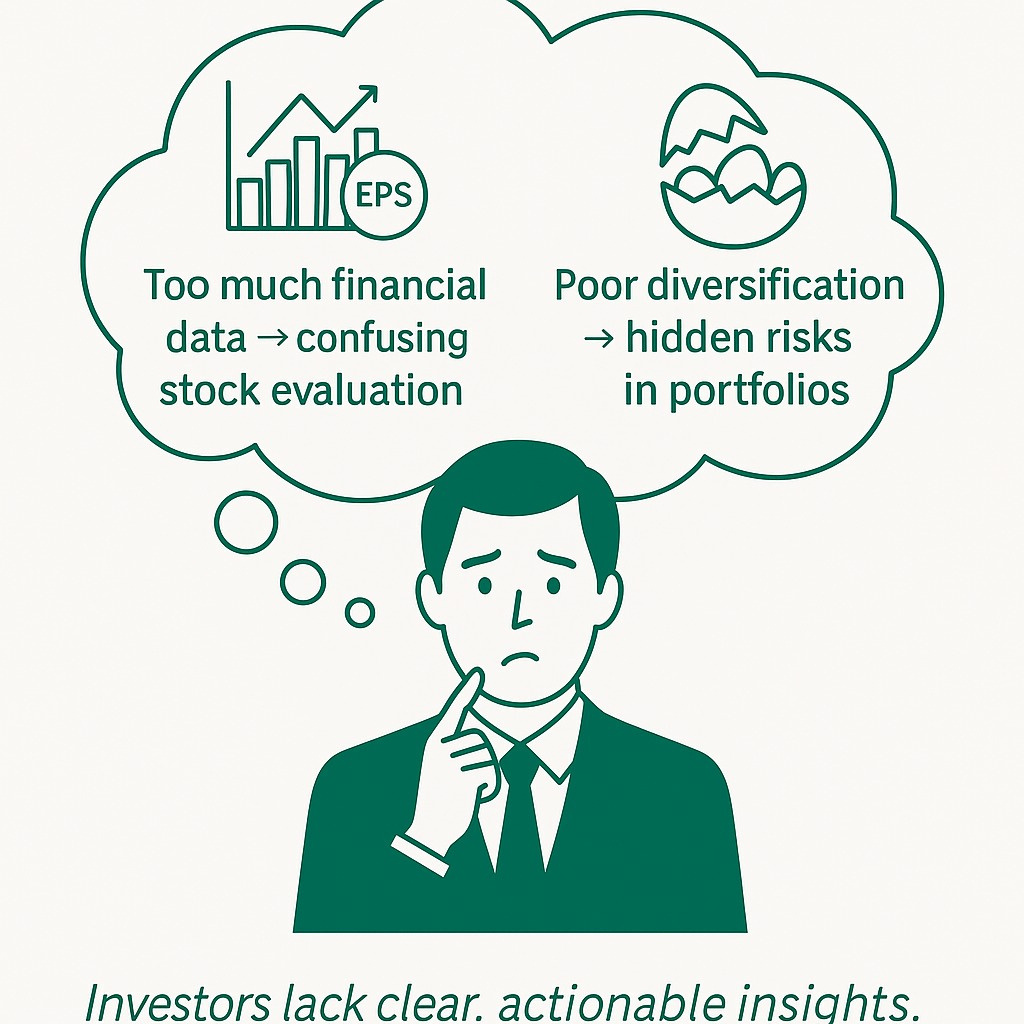 EPS
Too much financial
data → confusing
stock evaluation
Poor diversification
→ hidden risks
in portfolios
Investors lack clear, actionable insights.